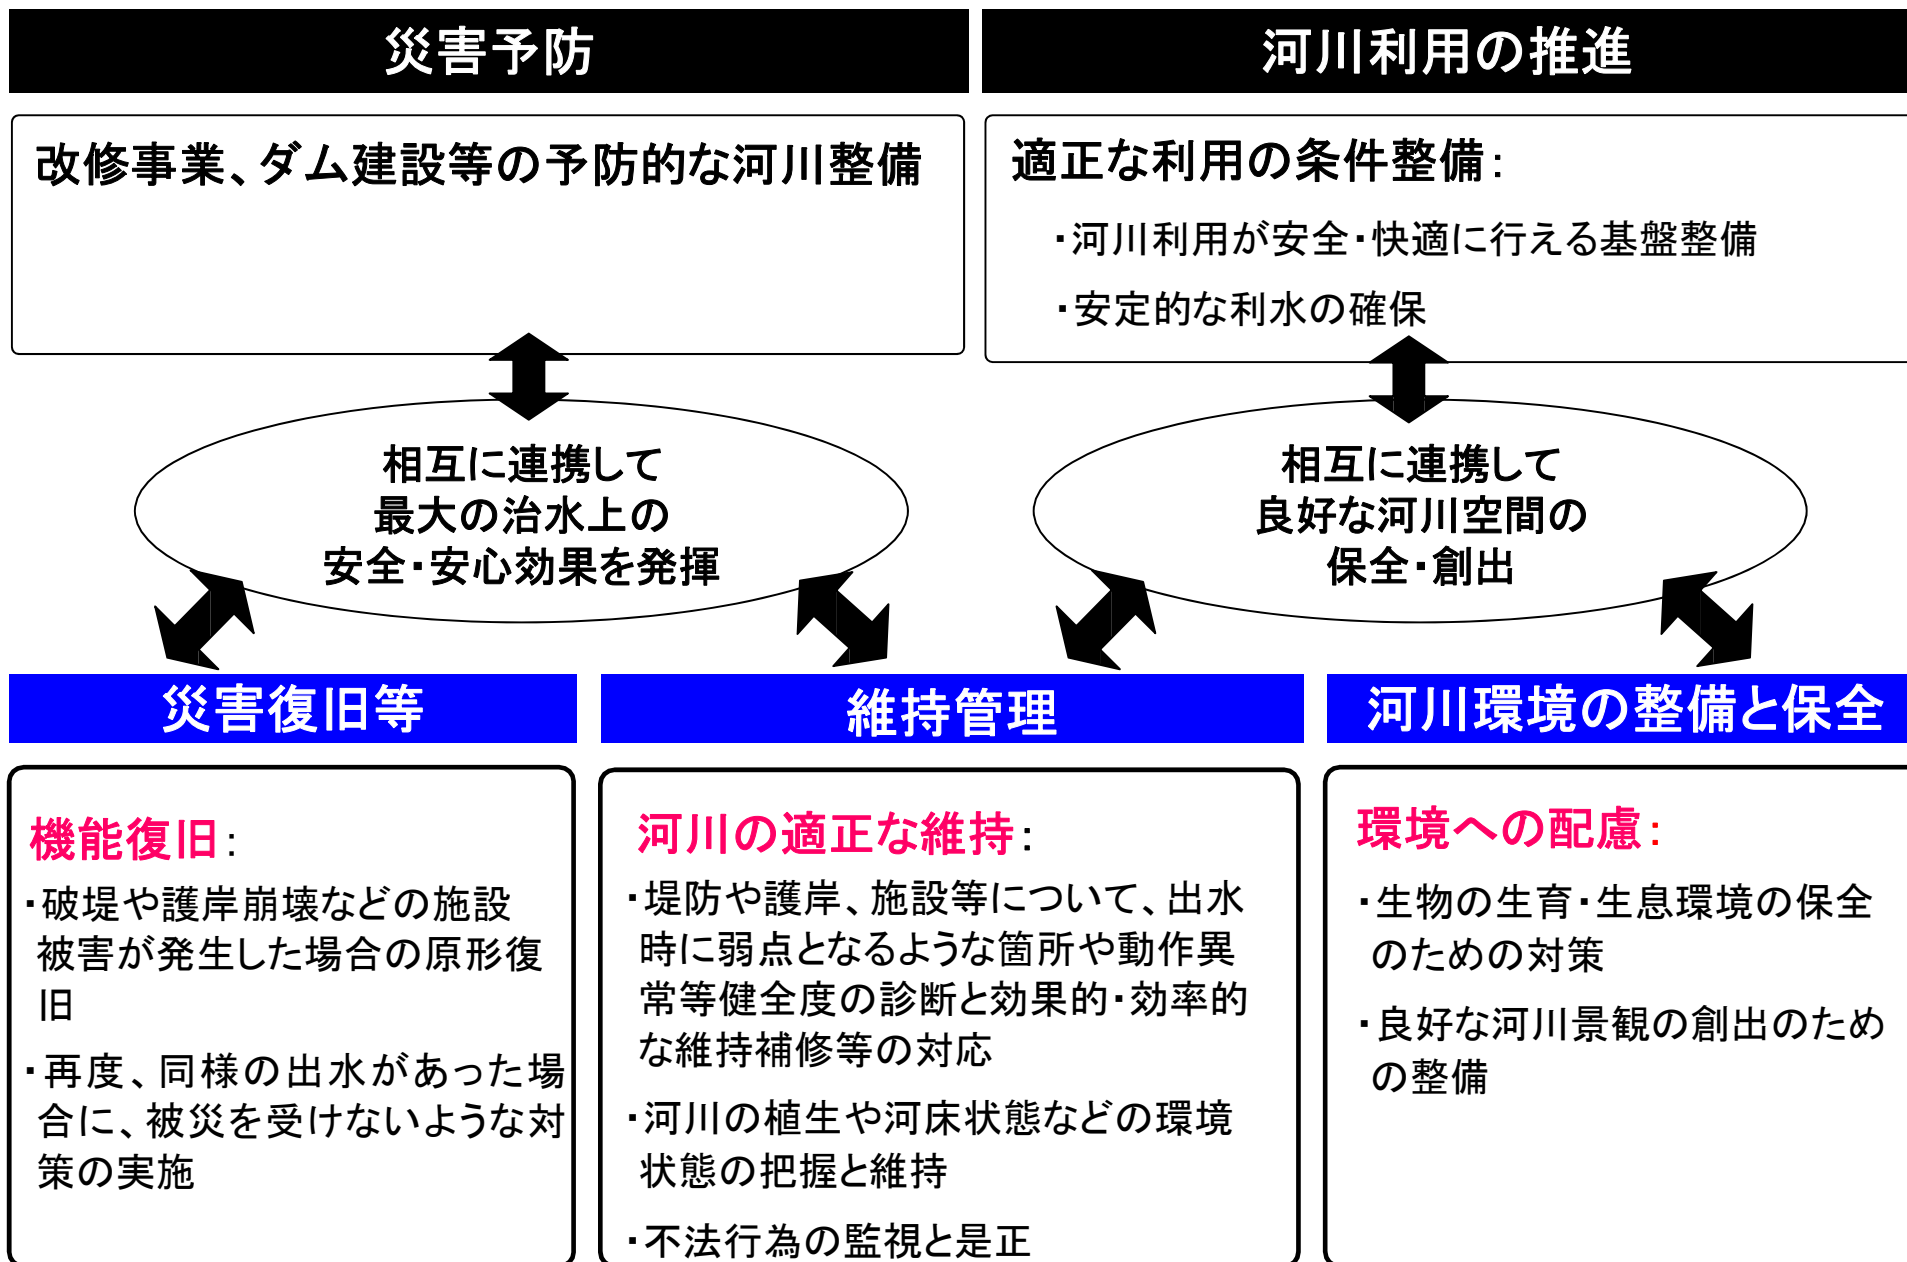 災害予防
改修事業、ダム建設等の予防的な河川整備
河川利用の推進
適正な利用の条件整備：
・河川利用が安全・快適に行える基盤整備
・安定的な利水の確保
相互に連携して
最大の治水上の
安全・安心効果を発揮
相互に連携して
良好な河川空間の
保全・創出
災害復旧等
機能復旧：
・破堤や護岸崩壊などの施設
被害が発生した場合の原形復
旧
・再度、同様の出水があった場
合に、被災を受けないような対
策の実施
維持管理
河川の適正な維持：
・堤防や護岸、施設等について、出水
時に弱点となるような箇所や動作異
常等健全度の診断と効果的・効率的
な維持補修等の対応
・河川の植生や河床状態などの環境
状態の把握と維持
・不法行為の監視と是正
河川環境の整備と保全
環境への配慮：
・生物の生育・生息環境の保全
のための対策
・良好な河川景観の創出のため
の整備